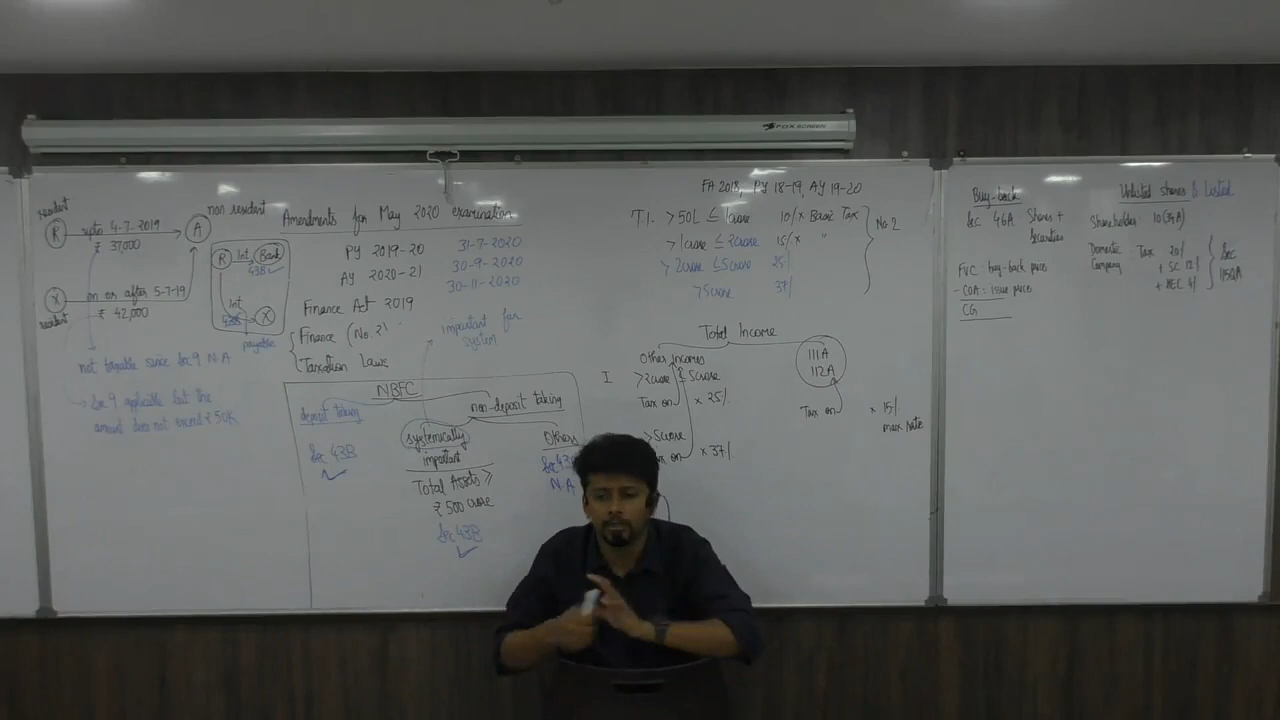 FOX SCREEN
resident
R
upto 4-7-2019
₹ 37,000
A
non resident
X
resident
on or after 5-7-19
₹ 42,000
R
Int
Bank
43B ✓
Int
43B
X
payable
not taxable since Sec 9 N.A
Sec 9 applicable but the
amount does not exceed ₹ 50K
Amendments for May 2020 examination
PY 2019-20
31-7-2020
30-9-2020
AY 2020-21
30-11-2020
Finance Act 2019
Finance (No. 2)
Taxation Laws
important for
system
NBFC
deposit taking
non-deposit taking
Sec 43B
✓
systemically
important
Total Assets ≥
₹ 500 crore
Sec 43B
✓
Others
N.A
FA 2018, PY 18-19, AY 19-20
T.I. > 50L ≤ 1crore 10% x Basic Tax
> 1crore ≤ 2crore 15% x "
> 2crore ≤ 5crore 25%
> 5crore 37%
No 2
Total Income
Other incomes
111A
112A
I
> 2crore ≤ 5crore
Tax on x 25%
Tax on x 15%
max rate
> 5crore
x 37%
Buy-back
Sec 46A Shares +
Securities
FVC: buy-back price
- COA: issue price
CG
Unlisted shares & Listed
Shareholder 10(34A)
Domestic
Company
Tax 20%
+ SC 12%
+ HEC 4%
Sec
115QA